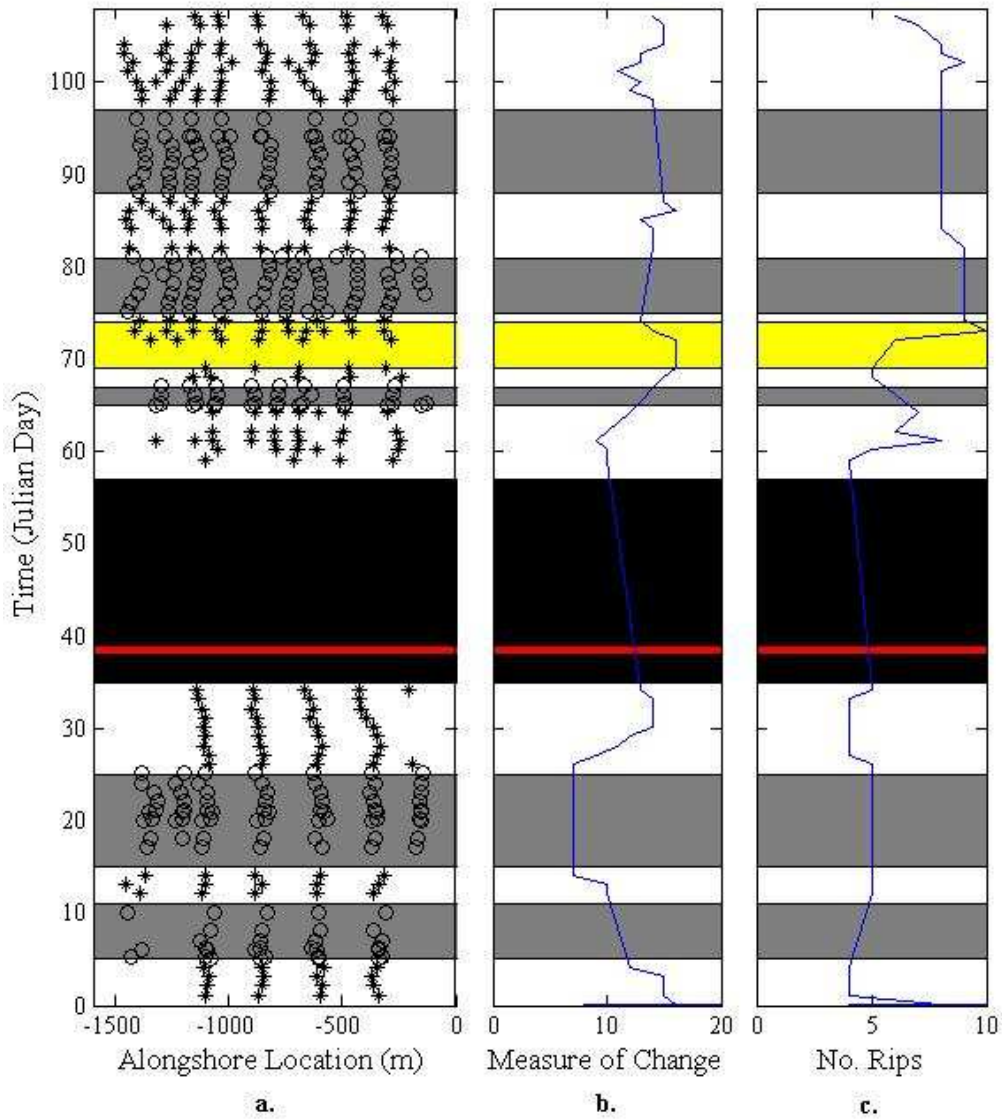 100
90
80
70
60
50
40
30
20
10
0
Time (Julian Day)
-1500 -1000 -500 0
0 10 20
0 5 10
Alongshore Location (m)
Measure of Change
No. Rips
a. b. c.